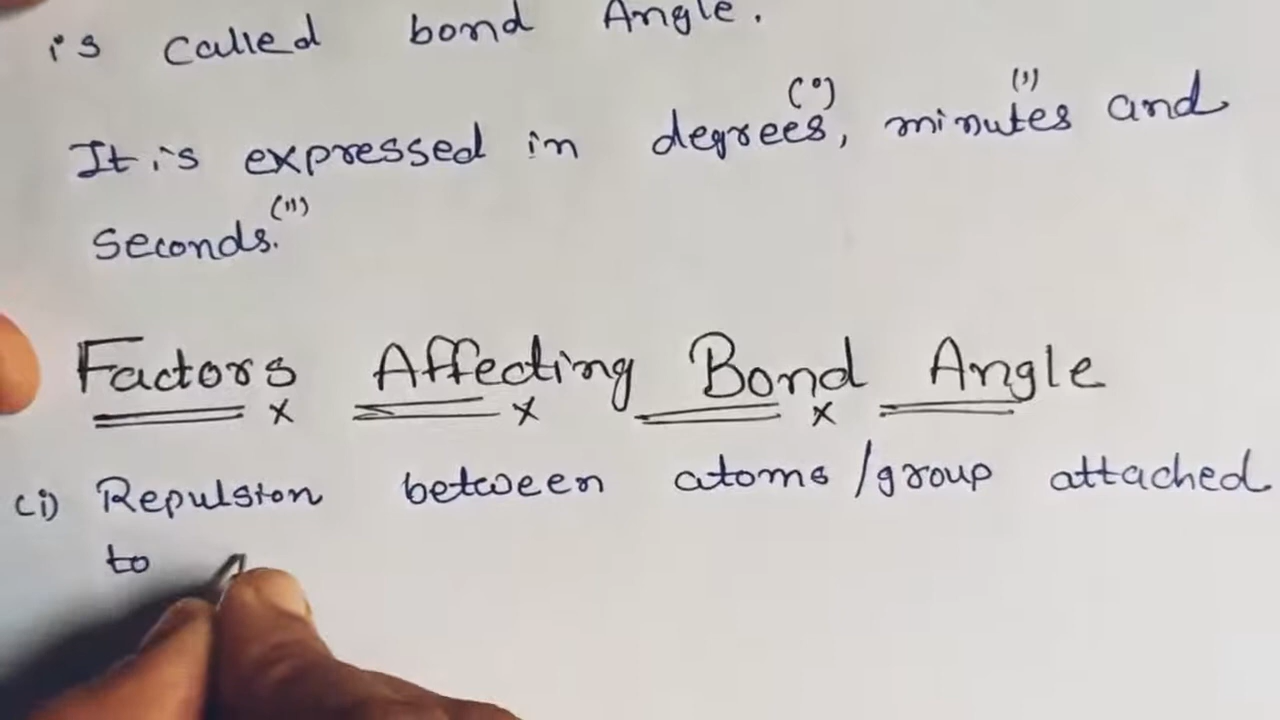 is called bond Angle.
(°) (')
It is expressed in degrees, minutes and
('')
seconds.
Factors Affecting Bond Angle
x x x
(i) Repulsion between atoms/group attached
to